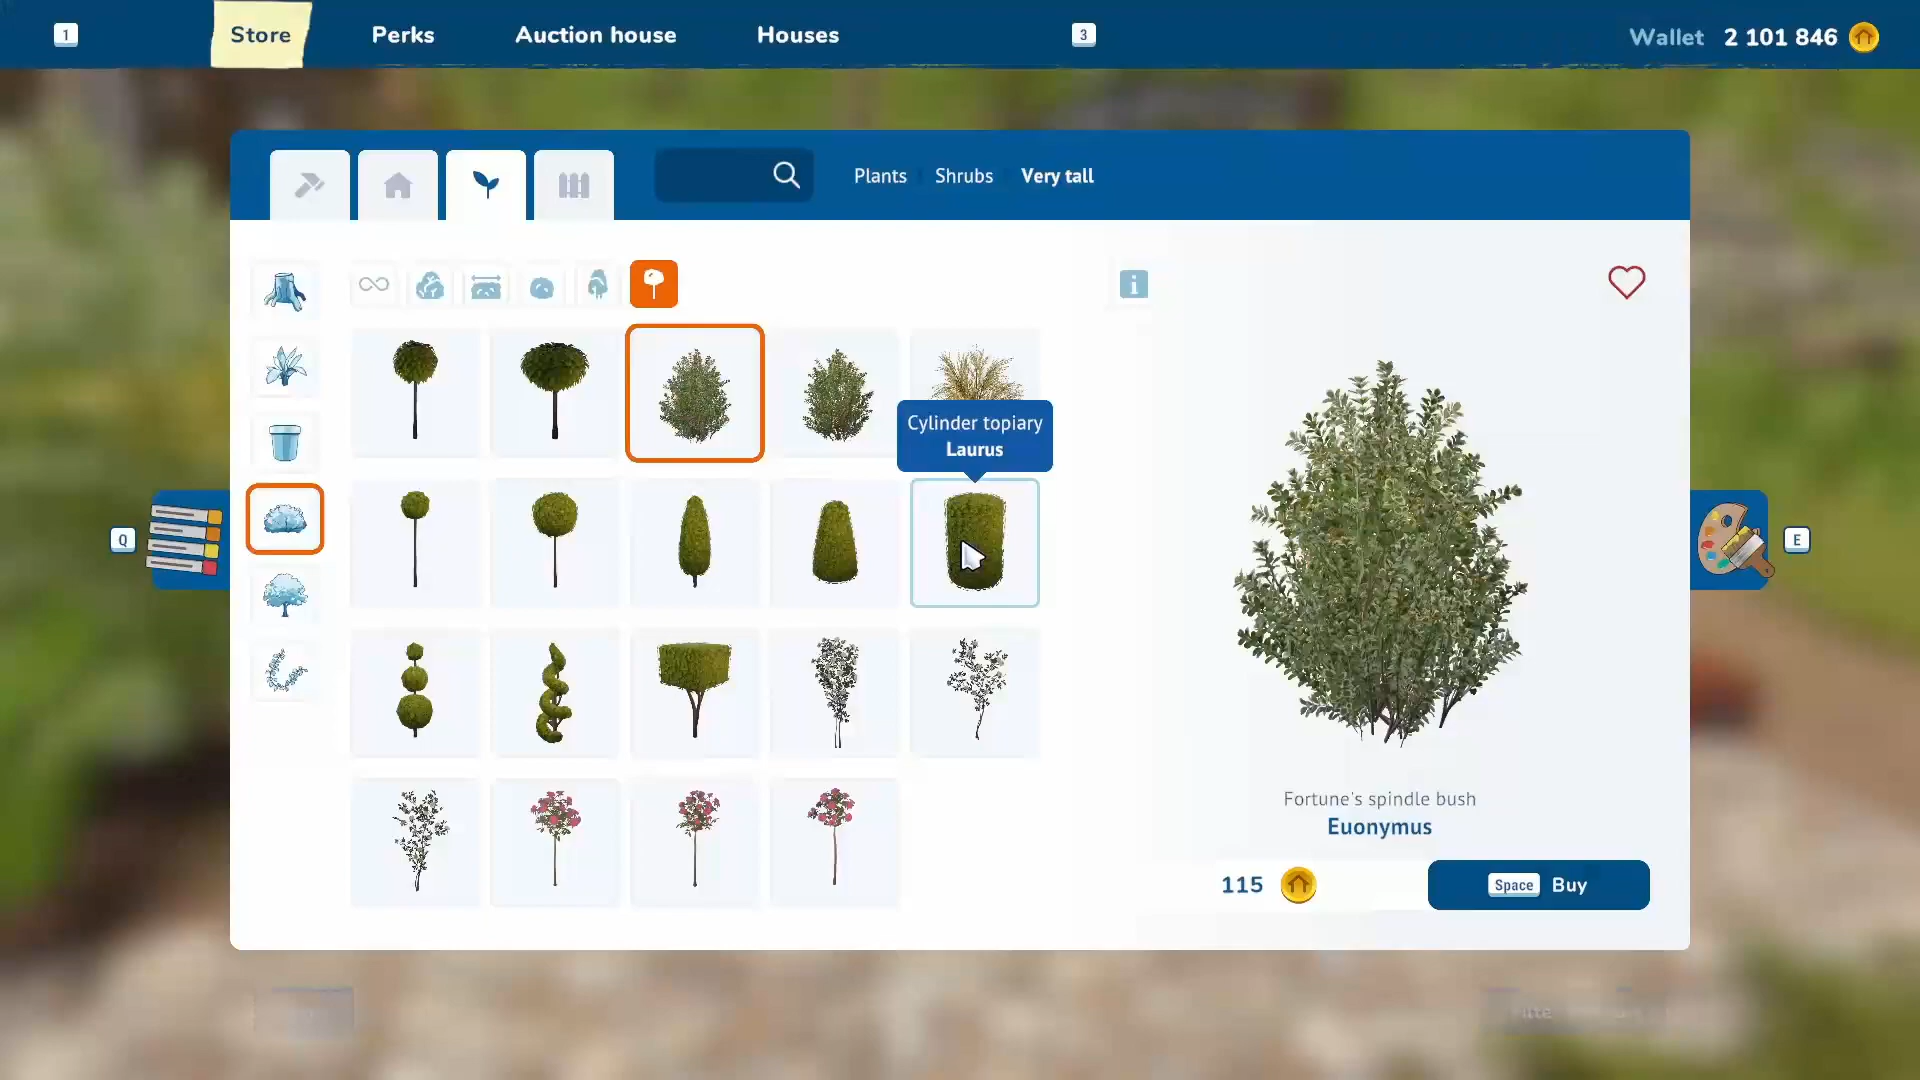 1
Store
Perks
Auction house
Houses
3
Wallet 2 101 846
Plants Shrubs Very tall
i
Cylinder topiary
Laurus
Q
E
Fortune's spindle bush
Euonymus
115
Space Buy